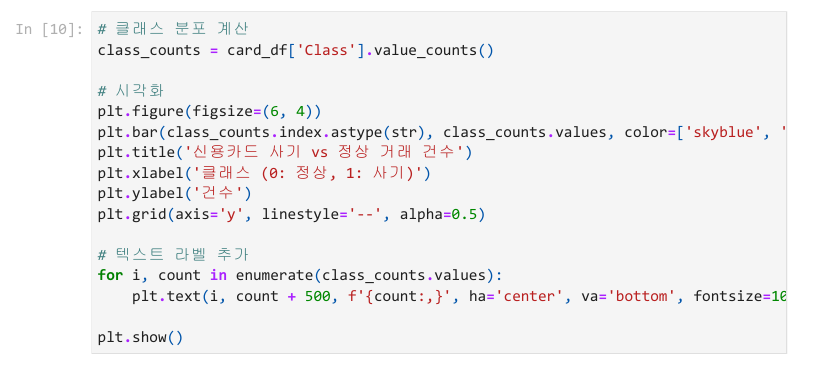 In [10]: # 클래스 분포 계산
class_counts = card_df['Class'].value_counts()
# 시각화
plt.figure(figsize=(6, 4))
plt.bar(class_counts.index.astype(str), class_counts.values, color=['skyblue', '
plt.title('신용카드 사기 vs 정상 거래 건수')
plt.xlabel('클래스 (0: 정상, 1: 사기)')
plt.ylabel('건수')
plt.grid(axis='y', linestyle='--', alpha=0.5)
# 텍스트 라벨 추가
for i, count in enumerate(class_counts.values):
    plt.text(i, count + 500, f'{count:,}', ha='center', va='bottom', fontsize=10
plt.show()